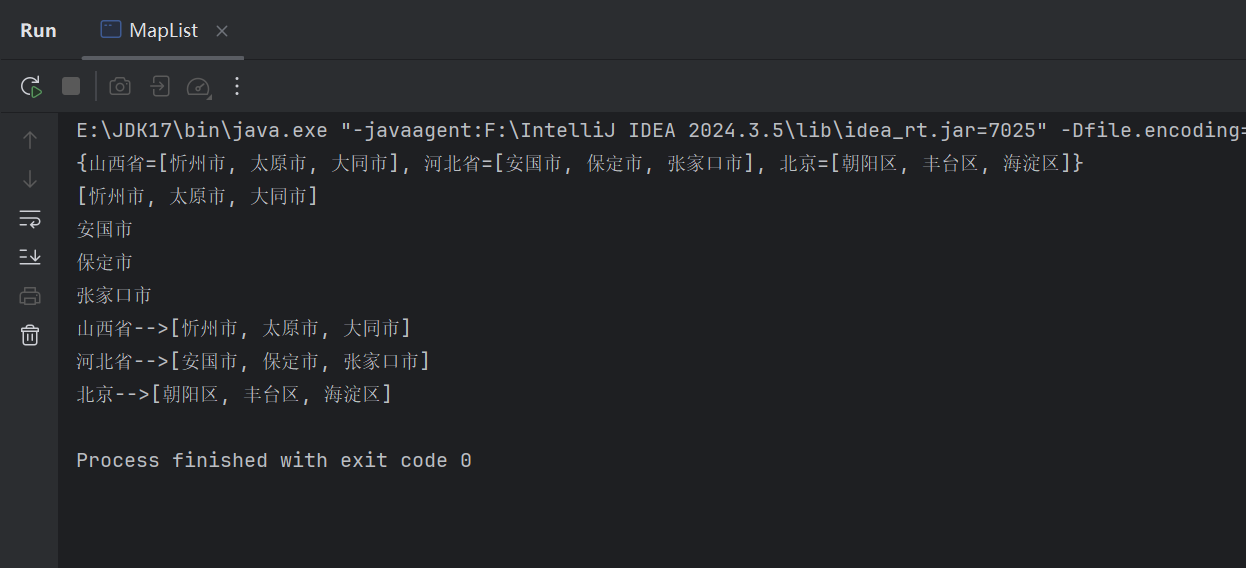 Run MapList
E:\JDK17\bin\java.exe "-javaagent:F:\IntelliJ IDEA 2024.3.5\lib\idea_rt.jar=7025" -Dfile.encoding=
{山西省=[忻州市, 太原市, 大同市], 河北省=[安国市, 保定市, 张家口市], 北京=[朝阳区, 丰台区, 海淀区]}
[忻州市, 太原市, 大同市]
安国市
保定市
张家口市
山西省-->[忻州市, 太原市, 大同市]
河北省-->[安国市, 保定市, 张家口市]
北京-->[朝阳区, 丰台区, 海淀区]
Process finished with exit code 0